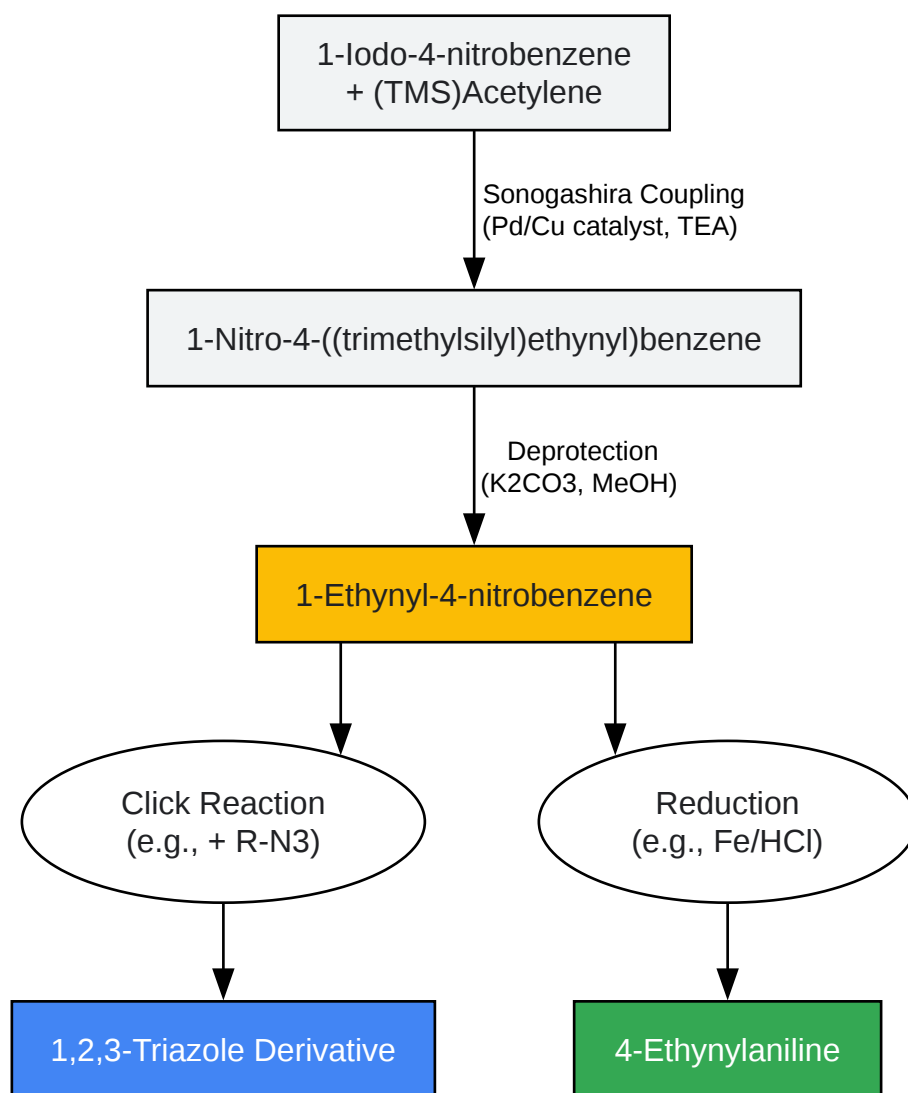 1-Iodo-4-nitrobenzene
+ (TMS)Acetylene
Sonogashira Coupling
(Pd/Cu catalyst, TEA)
1-Nitro-4-((trimethylsilyl)ethynyl)benzene
Deprotection
(K2CO3, MeOH)
1-Ethynyl-4-nitrobenzene
Click Reaction
(e.g., + R-N3)
Reduction
(e.g., Fe/HCl)
1,2,3-Triazole Derivative
4-Ethynylaniline